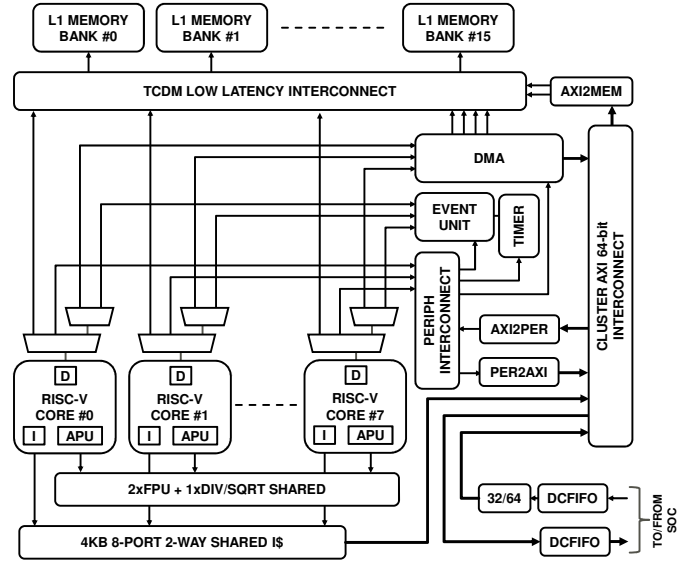 L1 MEMORY
BANK #0
L1 MEMORY
BANK #1
L1 MEMORY
BANK #15
TCDM LOW LATENCY INTERCONNECT
AXI2MEM
DMA
EVENT
UNIT
TIMER
CLUSTER AXI 64-bit
INTERCONNECT
PERIPH
INTERCONNECT
AXI2PER
PER2AXI
D
RISC-V
CORE #0
I
APU
D
RISC-V
CORE #1
I
APU
D
RISC-V
CORE #7
I
APU
2xFPU + 1xDIV/SQRT SHARED
32/64
DCFIFO
TO/FROM
SOC
4KB 8-PORT 2-WAY SHARED I$
DCFIFO